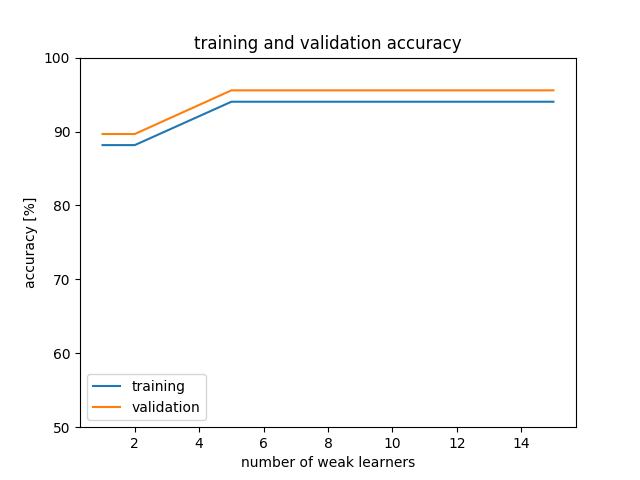 training and validation accuracy
100
90
80
70
60
50
accuracy [%]
training
validation
2 4 6 8 10 12 14
number of weak learners